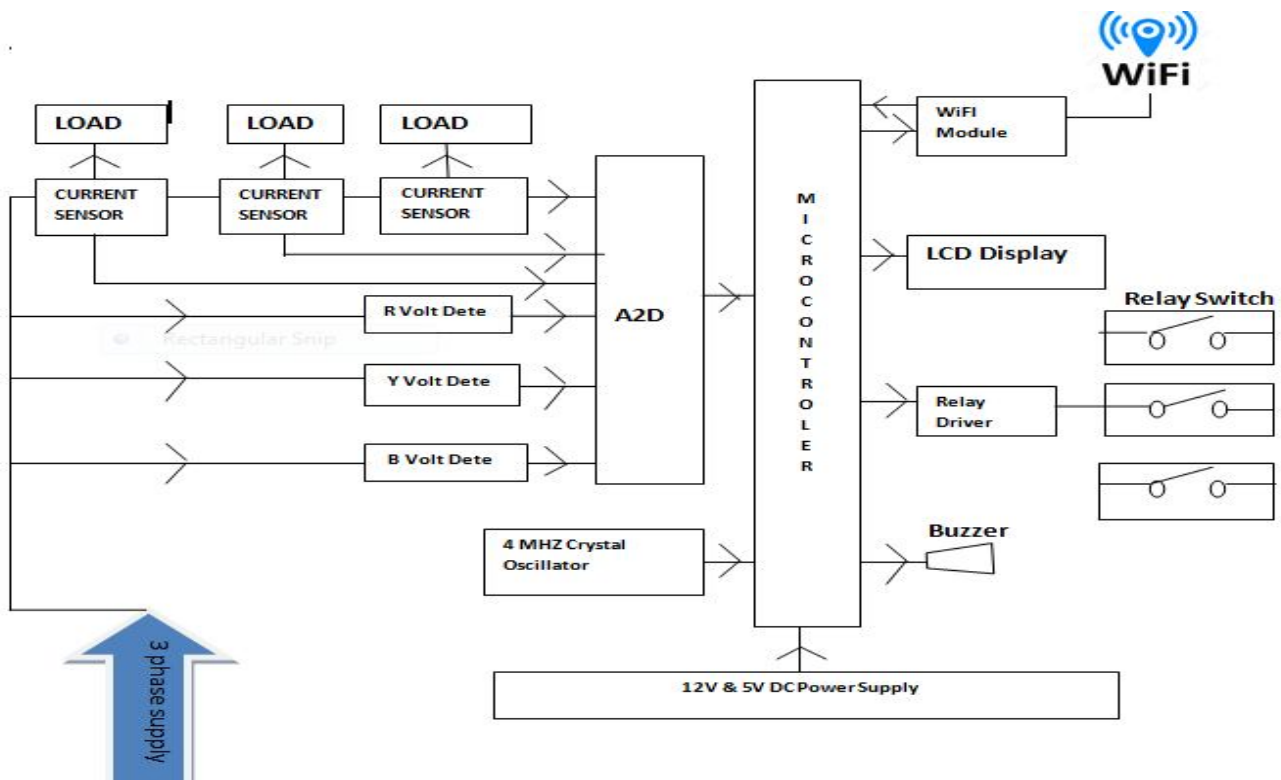 WiFi
LOAD
LOAD
LOAD
WiFI
Module
CURRENT
SENSOR
CURRENT
SENSOR
CURRENT
SENSOR
A2D
MICROCONTROLER
LCD Display
R Volt Dete
Rectangular Snip
Y Volt Dete
B Volt Dete
Relay Switch
Relay
Driver
4 MHZ Crystal
Oscillator
Buzzer
3 phase supply
12V & 5V DC Power Supply